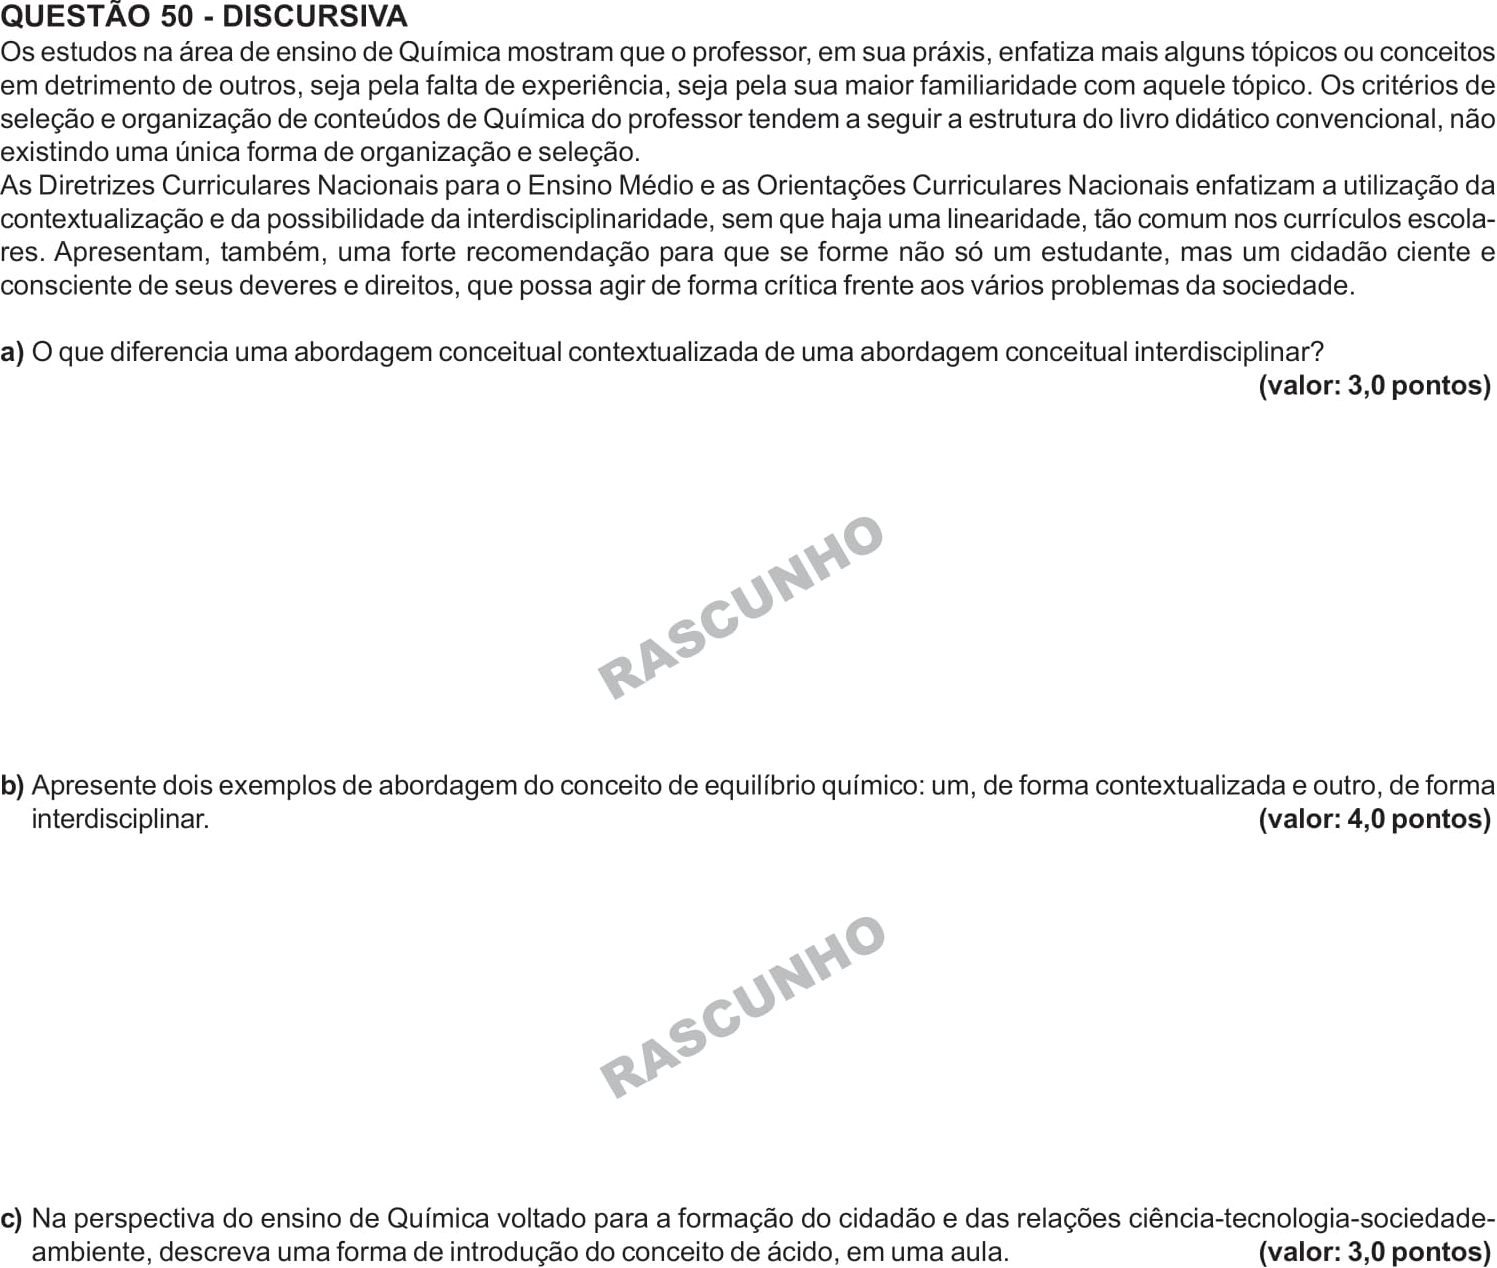 QUESTÃO 50 - DISCURSIVA
Os estudos na área de ensino de Química mostram que o professor, em sua práxis, enfatiza mais alguns tópicos ou conceitos
em detrimento de outros, seja pela falta de experiência, seja pela sua maior familiaridade com aquele tópico. Os critérios de
seleção e organização de conteúdos de Química do professor tendem a seguir a estrutura do livro didático convencional, não
existindo uma única forma de organização e seleção.
As Diretrizes Curriculares Nacionais para o Ensino Médio e as Orientações Curriculares Nacionais enfatizam a utilização da
contextualização e da possibilidade da interdisciplinaridade, sem que haja uma linearidade, tão comum nos currículos escola-
res. Apresentam, também, uma forte recomendação para que se forme não só um estudante, mas um cidadão ciente e
consciente de seus deveres e direitos, que possa agir de forma crítica frente aos vários problemas da sociedade.
a) O que diferencia uma abordagem conceitual contextualizada de uma abordagem conceitual interdisciplinar?
(valor: 3,0 pontos)
RASCUNHO
b) Apresente dois exemplos de abordagem do conceito de equilíbrio químico: um, de forma contextualizada e outro, de forma
interdisciplinar. (valor: 4,0 pontos)
RASCUNHO
c) Na perspectiva do ensino de Química voltado para a formação do cidadão e das relações ciência-tecnologia-sociedade-
ambiente, descreva uma forma de introdução do conceito de ácido, em uma aula. (valor: 3,0 pontos)